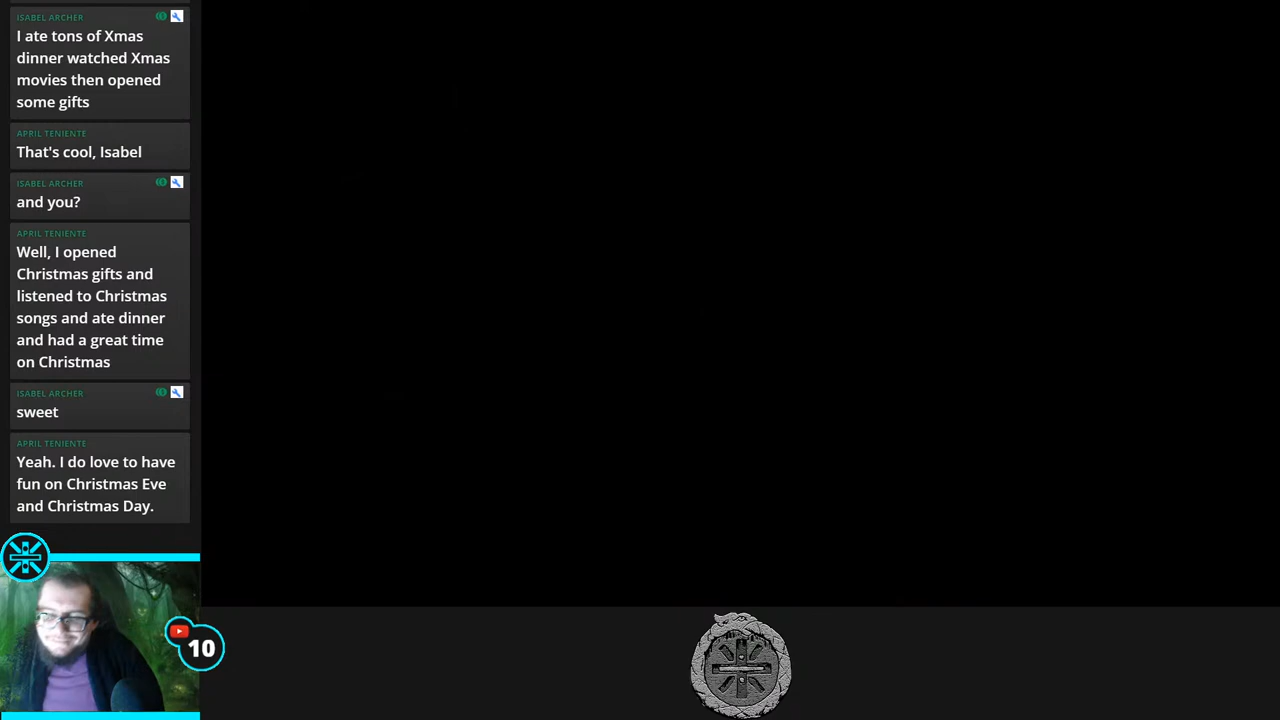 ISABEL ARCHER
I ate tons of Xmas
dinner watched Xmas
movies then opened
some gifts
APRIL TENIENTE
That's cool, Isabel
ISABEL ARCHER
and you?
APRIL TENIENTE
Well, I opened
Christmas gifts and
listened to Christmas
songs and ate dinner
and had a great time
on Christmas
ISABEL ARCHER
sweet
APRIL TENIENTE
Yeah. I do love to have
fun on Christmas Eve
and Christmas Day.
10